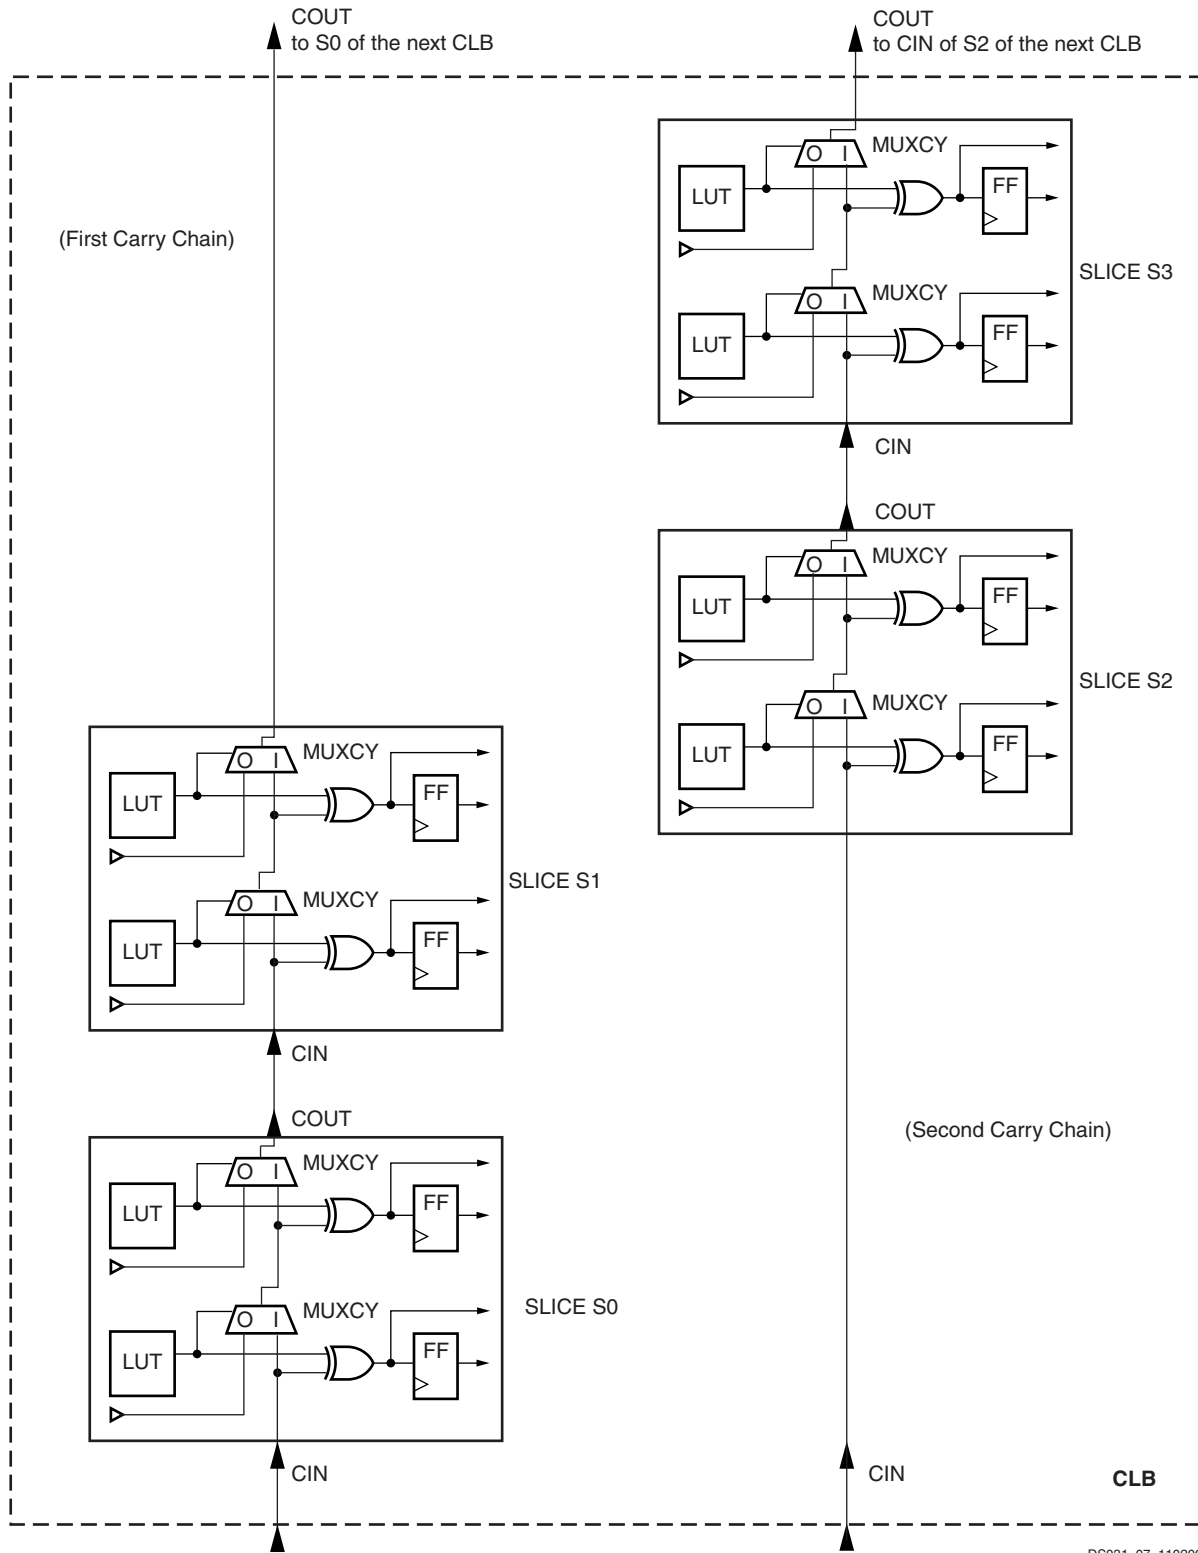 COUT
to S0 of the next CLB
COUT
to CIN of S2 of the next CLB
(First Carry Chain)
O I
MUXCY
LUT
FF
SLICE S3
O I
MUXCY
LUT
FF
CIN
COUT
O I
MUXCY
LUT
FF
SLICE S2
O I
MUXCY
LUT
FF
O I
MUXCY
LUT
FF
SLICE S1
O I
MUXCY
LUT
FF
CIN
COUT
(Second Carry Chain)
O I
MUXCY
LUT
FF
SLICE S0
O I
MUXCY
LUT
FF
CIN
CIN
CLB